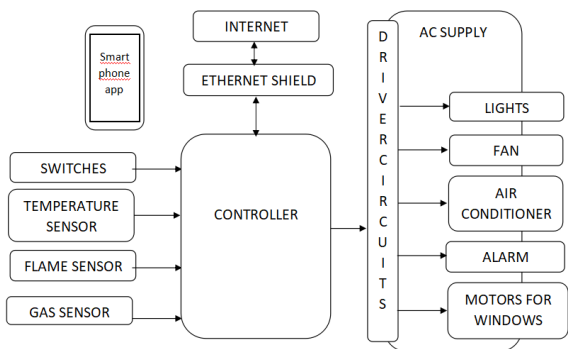 INTERNET
Smart
phone
app
ETHERNET SHIELD
SWITCHES
TEMPERATURE
SENSOR
FLAME SENSOR
GAS SENSOR
CONTROLLER
D
R
I
V
E
R
C
I
R
C
U
I
T
S
AC SUPPLY
LIGHTS
FAN
AIR
CONDITIONER
ALARM
MOTORS FOR
WINDOWS